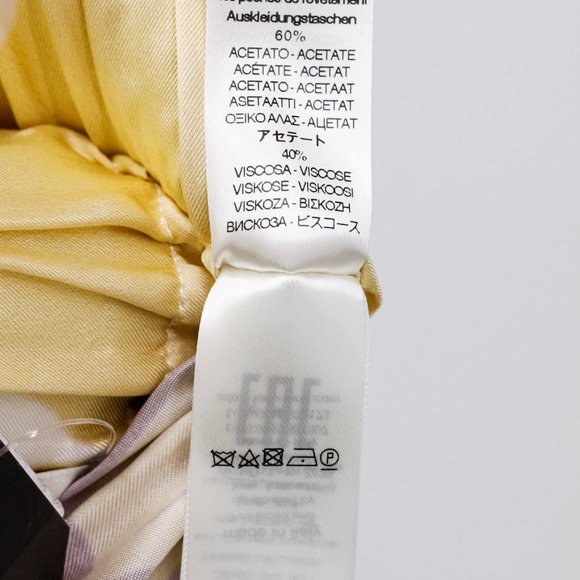 Auskleidungstaschen
60%
ACETATO - ACETATE
ACÉTATE - ACETAT
ACETATO - ACETAAT
ASETAATTI - ACETAT
ΟΞΙΚΟ ΑΛΑΣ - АЦЕТАТ
アセテート
40%
VISCOSA - VISCOSE
VISKOSE - VISKOOSI
VISKOZA - ΒΙΣΚΟΖΗ
ВИСКОЗА - ビスコース
P